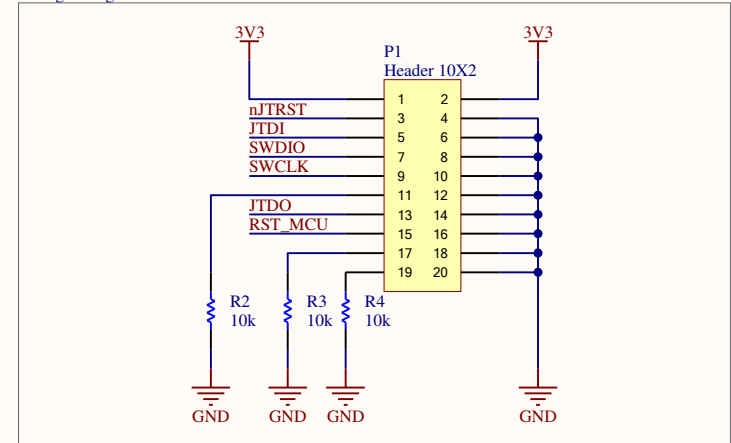 3V3
3V3
P1
Header 10X2
1 2
nJTRST 3 4
JTDI 5 6
SWDIO 7 8
SWCLK 9 10
11 12
JTDO 13 14
RST_MCU 15 16
17 18
19 20
R2 R3 R4
10k 10k 10k
GND GND GND GND